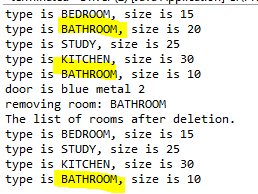 type is BEDROOM, size is 15
type is BATHROOM, size is 20
type is STUDY, size is 25
type is KITCHEN, size is 30
type is BATHROOM, size is 10
door is blue metal 2
removing room: BATHROOM
The list of rooms after deletion.
type is BEDROOM, size is 15
type is STUDY, size is 25
type is KITCHEN, size is 30
type is BATHROOM, size is 10